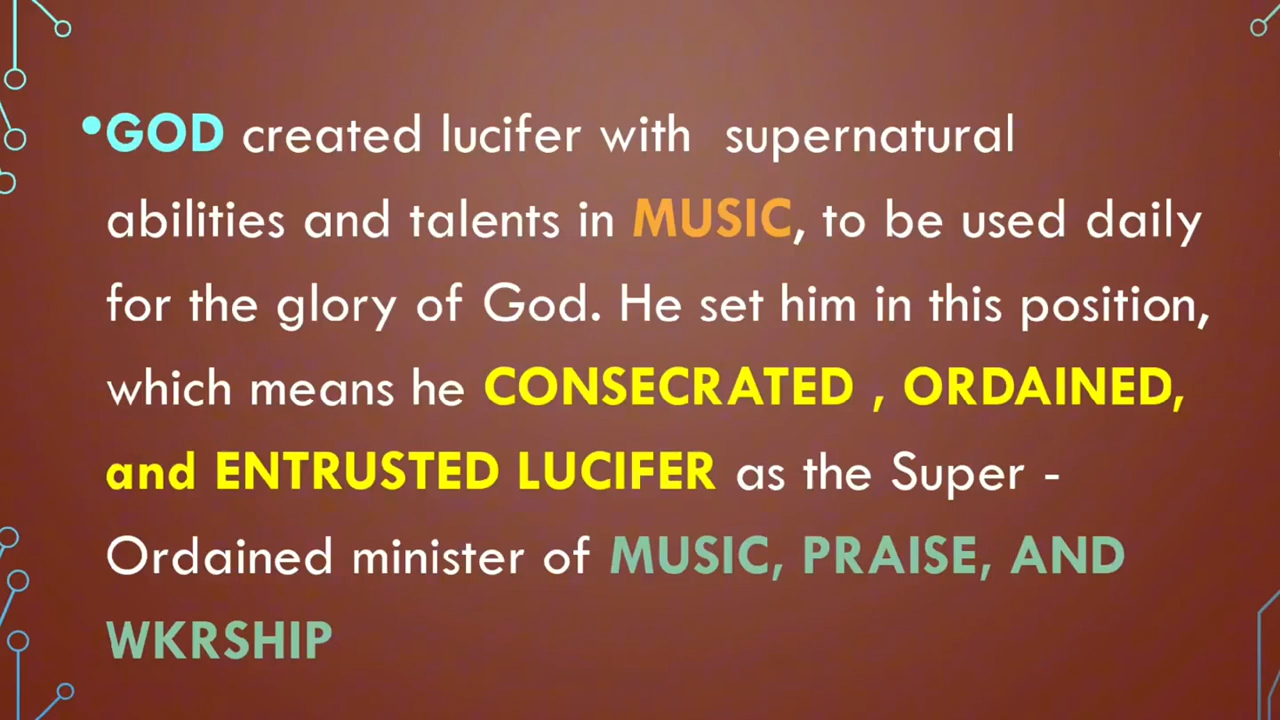 •GOD created lucifer with  supernatural
abilities and talents in MUSIC, to be used daily
for the glory of God. He set him in this position,
which means he CONSECRATED , ORDAINED,
and ENTRUSTED LUCIFER as the Super -
Ordained minister of MUSIC, PRAISE, AND
WKRSHIP